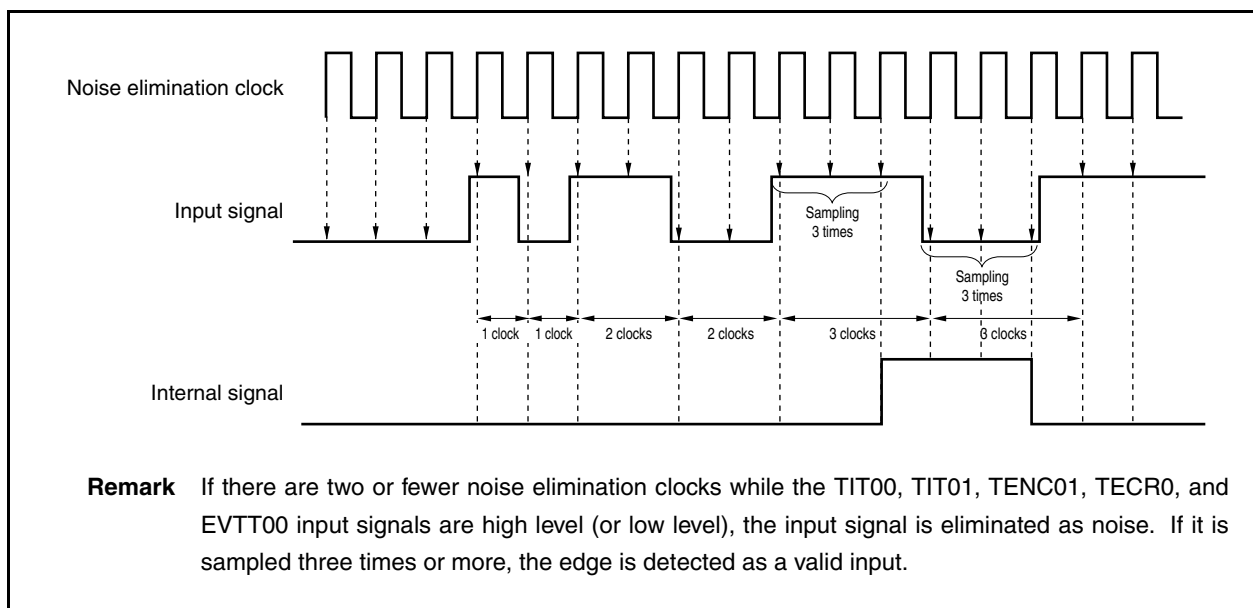 Noise elimination clock
Input signal
Sampling
3 times
Sampling
3 times
1 clock
1 clock
2 clocks
2 clocks
3 clocks
3 clocks
Internal signal
Remark If there are two or fewer noise elimination clocks while the TIT00, TIT01, TENC01, TECR0, and
EVTT00 input signals are high level (or low level), the input signal is eliminated as noise. If it is
sampled three times or more, the edge is detected as a valid input.